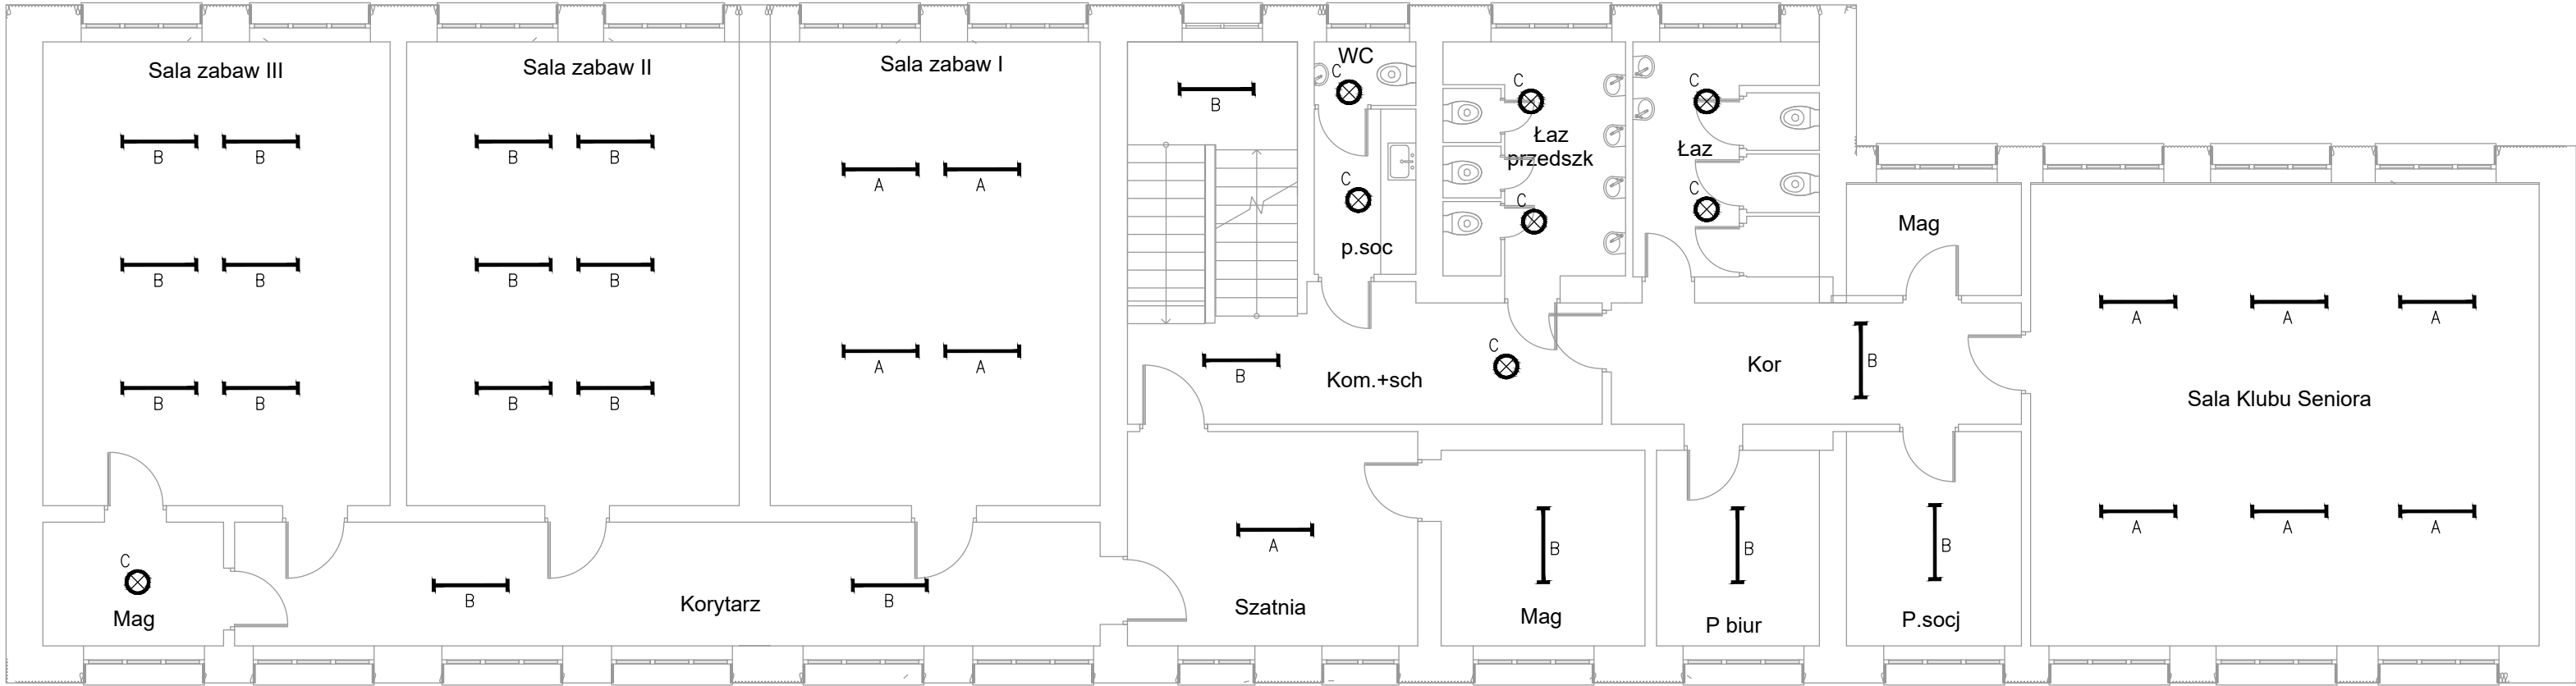 Sala zabaw III
Sala zabaw II
Sala zabaw I
WC
C
C
C
B
B B
B B
Łaz
przedszk
Łaz
A A
C
C
C
p.soc
Mag
B B
B B
A A
A A A
C
B
Kom.+sch
Kor
B
B B
B B
Sala Klubu Seniora
A
B
B
B
A A A
C
Mag
B
Korytarz
B
Szatnia
Mag
P biur
P.socj